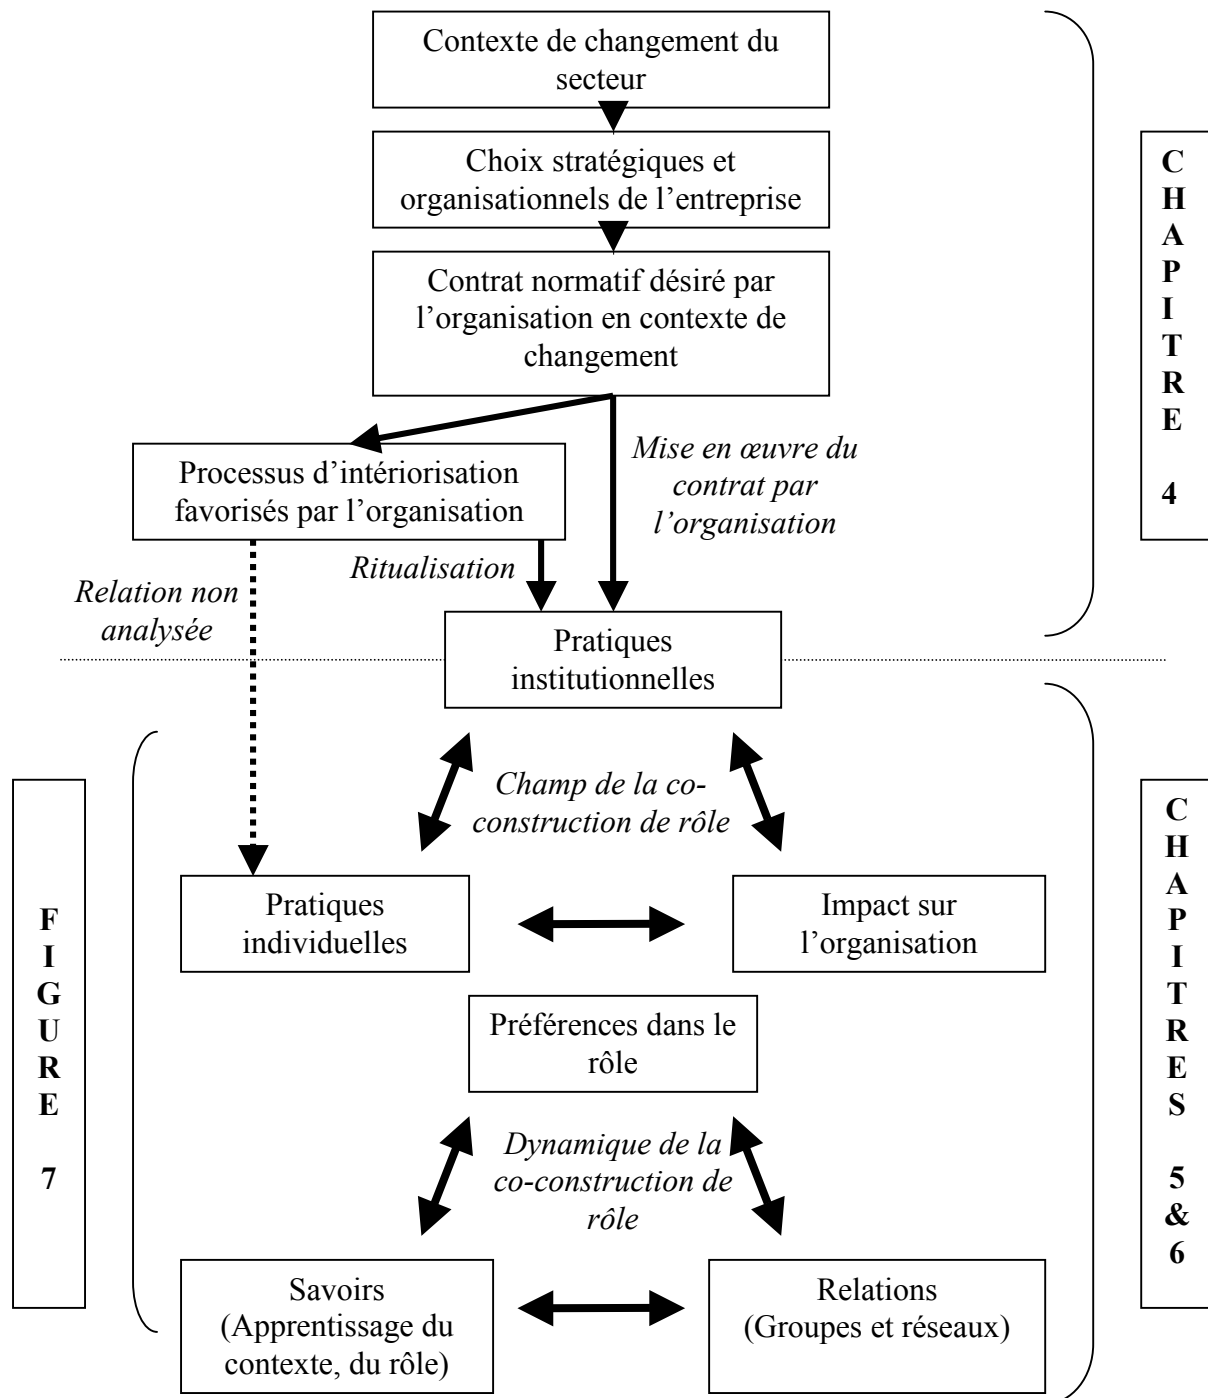 Contexte de changement du
secteur
Choix stratégiques et
organisationnels de l’entreprise
Contrat normatif désiré par
l’organisation en contexte de
changement
Processus d’intériorisation
favorisés par l’organisation
Mise en œuvre du
contrat par
l’organisation
Ritualisation
Relation non
analysée
Pratiques
institutionnelles
C
H
A
P
I
T
R
E
4
Champ de la co-
construction de rôle
Pratiques
individuelles
Impact sur
l’organisation
Préférences dans le
rôle
Dynamique de la
co-construction de
rôle
Savoirs
(Apprentissage du
contexte, du rôle)
Relations
(Groupes et réseaux)
F
I
G
U
R
E
7
C
H
A
P
I
T
R
E
S
5
&
6